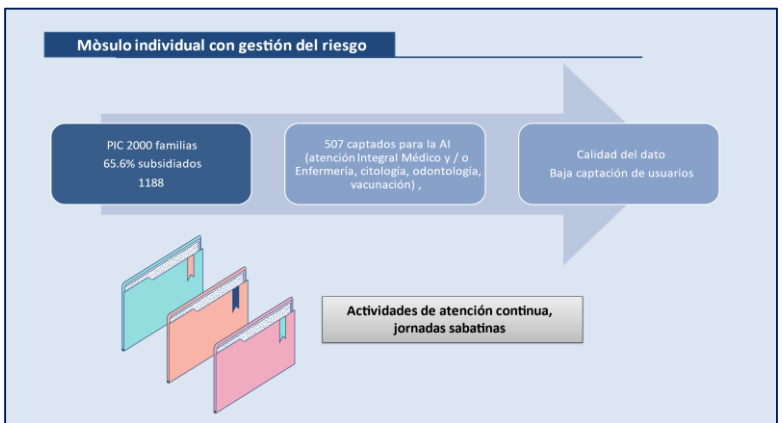 Mòsulo individual con gestión del riesgo
PIC 2000 familias
65.6% subsidiados
1188
507 captados para la AI
(atención Integral Médico y / o
Enfermería, citología, odontología,
vacunación) ,
Calidad del dato
Baja captación de usuarios
Actividades de atención continua,
jornadas sabatinas